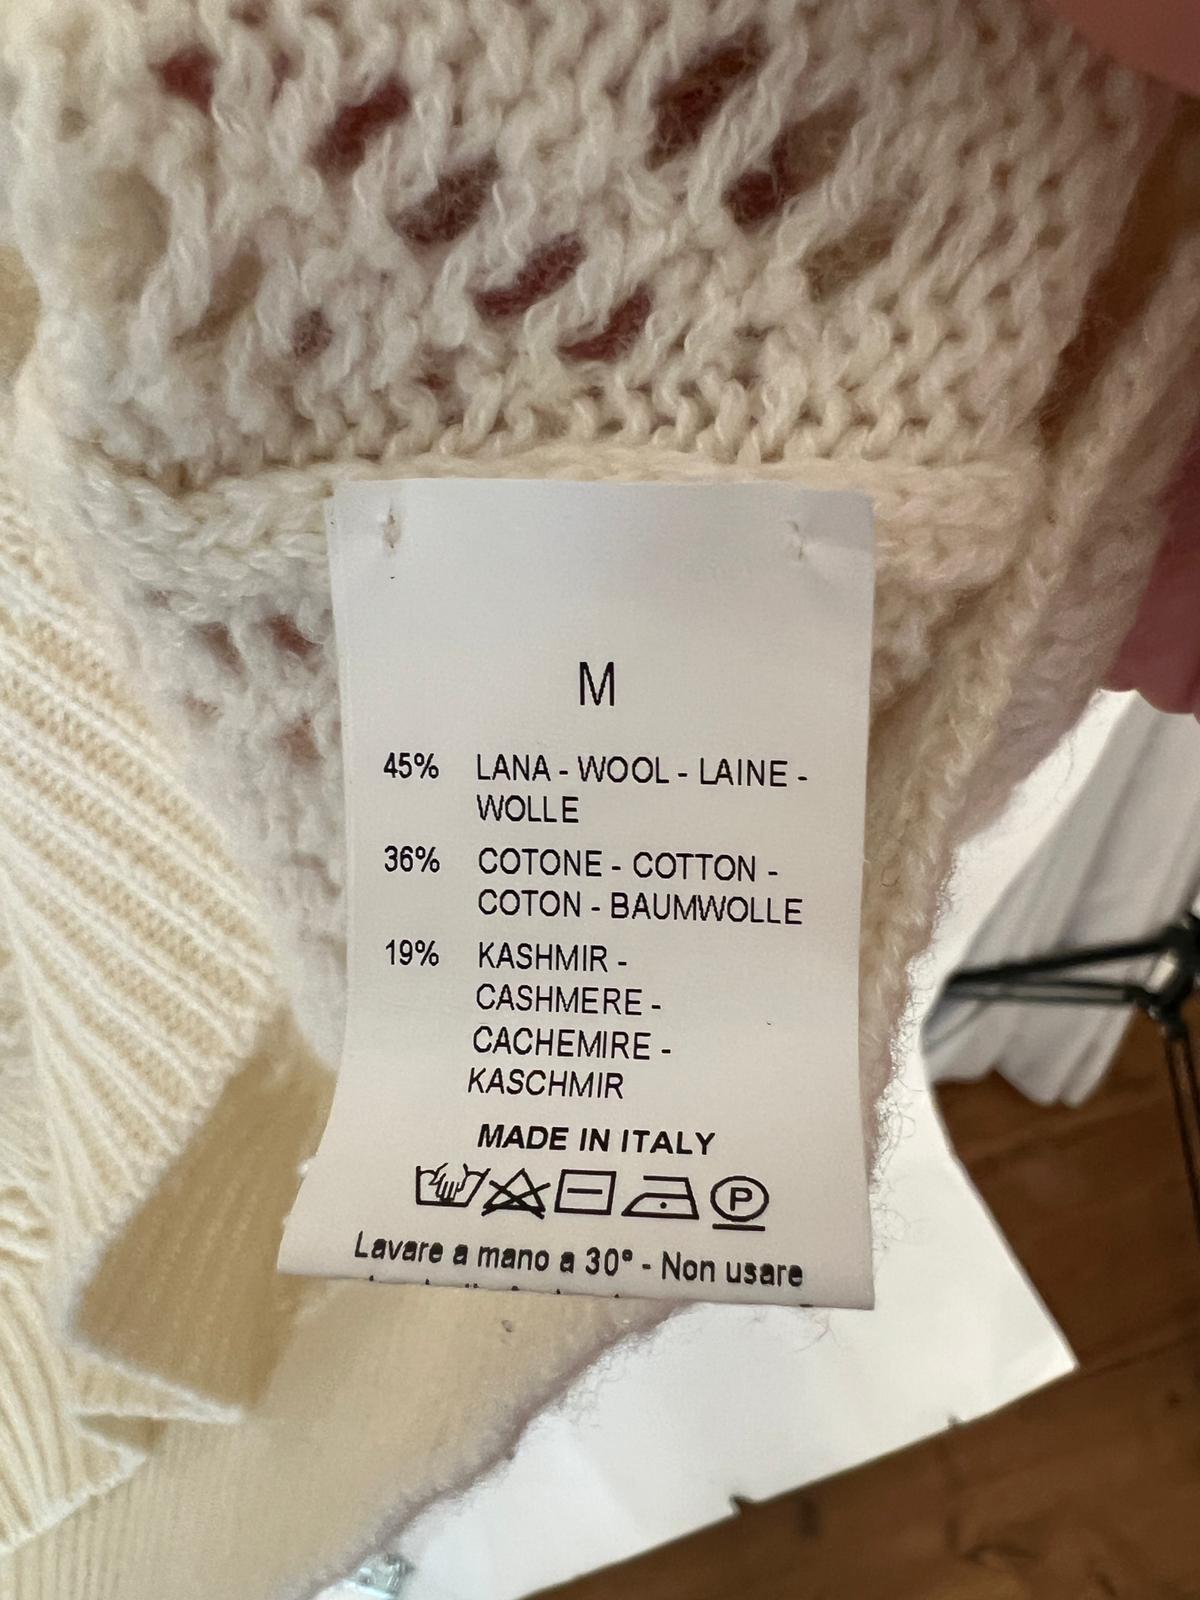 M
45% LANA - WOOL - LAINE -
WOLLE
36% COTONE - COTTON -
COTON - BAUMWOLLE
19% KASHMIR -
CASHMERE -
CACHEMIRE -
KASCHMIR
MADE IN ITALY
P
Lavare a mano a 30° - Non usare